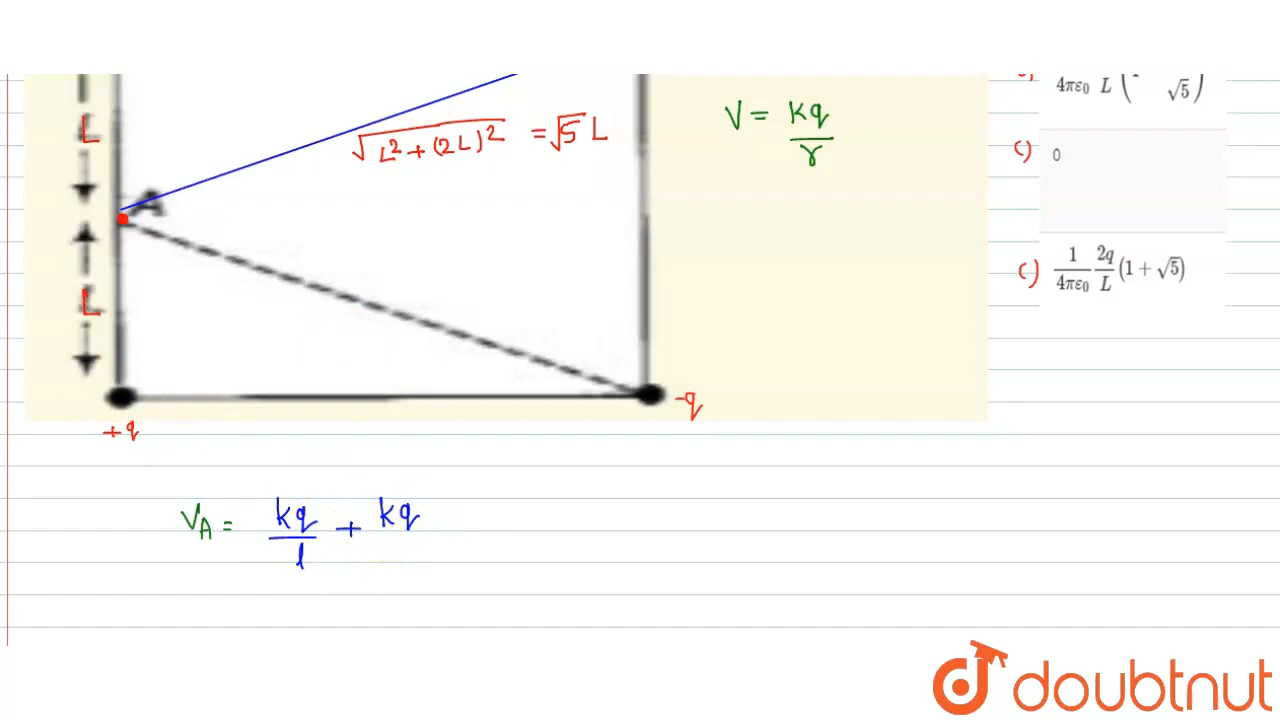 L
√(L² + (2L)²) = √5 L
V = kq/r
1/4πε₀ L ( √5 )
C) 0
A
L
C) 1/4πε₀ 2q/L (1 + √5)
+q
-q
V_A = kq/l + kq
doubtnut